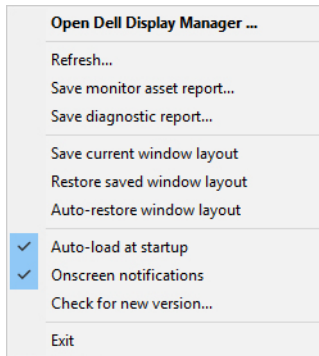 Open Dell Display Manager ...
Refresh...
Save monitor asset report...
Save diagnostic report...
Save current window layout
Restore saved window layout
Auto-restore window layout
Auto-load at startup
Onscreen notifications
Check for new version...
Exit